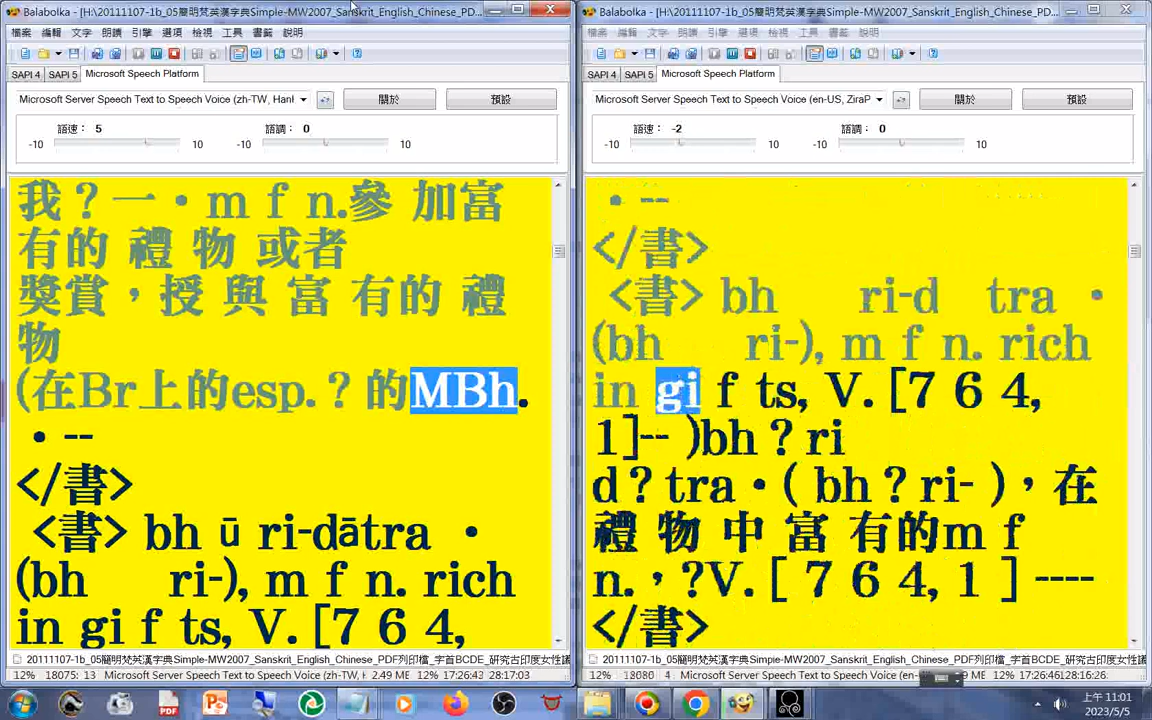 Balabolka - [H:\20111107-1b_05簡明梵英漢字典Simple-MW2007_Sanskrit_English_Chinese_PD...
檔案 編輯 文字 朗讀 引擎 選項 檢視 工具 書籤 說明
SAPI 4 SAPI 5 Microsoft Speech Platform
Microsoft Server Speech Text to Speech Voice (zh-TW, Hanl
關於 預設
語速： 5 語調： 0
-10 10 -10 10
我？一•m f n.參 加富
有的 禮 物 或者
獎賞，授 與 富 有的 禮
物
(在Br上的esp.？的MBh.
• --
</書>
<書> bh ū ri-dātra •
(bh ri-), m f n. rich
in gi f ts, V. [7 6 4,
20111107-1b_05簡明梵英漢字典Simple-MW2007_Sanskrit_English_Chinese_PDF列印檔_字首BCDE_研究古印度女性議
12% 18075: 13 Microsoft Server Speech Text to Speech Voice (zh-TW, H 2.49 MB 12% 17:26:43 28:17:03
Balabolka - [H:\20111107-1b_05簡明梵英漢字典Simple-MW2007_Sanskrit_English_Chinese_PD...
檔案 編輯 文字 朗讀 引擎 選項 檢視 工具 書籤 說明
SAPI 4 SAPI 5 Microsoft Speech Platform
Microsoft Server Speech Text to Speech Voice (en-US, ZiraP
關於 預設
語速： -2 語調： 0
-10 10 -10 10
• --
</書>
<書> bh ri-d tra •
(bh ri-), m f n. rich
in gi f ts, V. [7 6 4,
1]-- )bh？ri
d？tra•( bh？ri- )，在
禮 物 中 富 有的m f
n.，?V. [ 7 6 4, 1 ] ----
</書>
20111107-1b_05簡明梵英漢字典Simple-MW2007_Sanskrit_English_Chinese_PDF列印檔_字首BCDE_研究古印度女性議
12% 18080 4 Microsoft Server Speech Text to Speech Voice (en-US, 12% 17:26:46 28:16:26
上午 11:01
2023/5/5